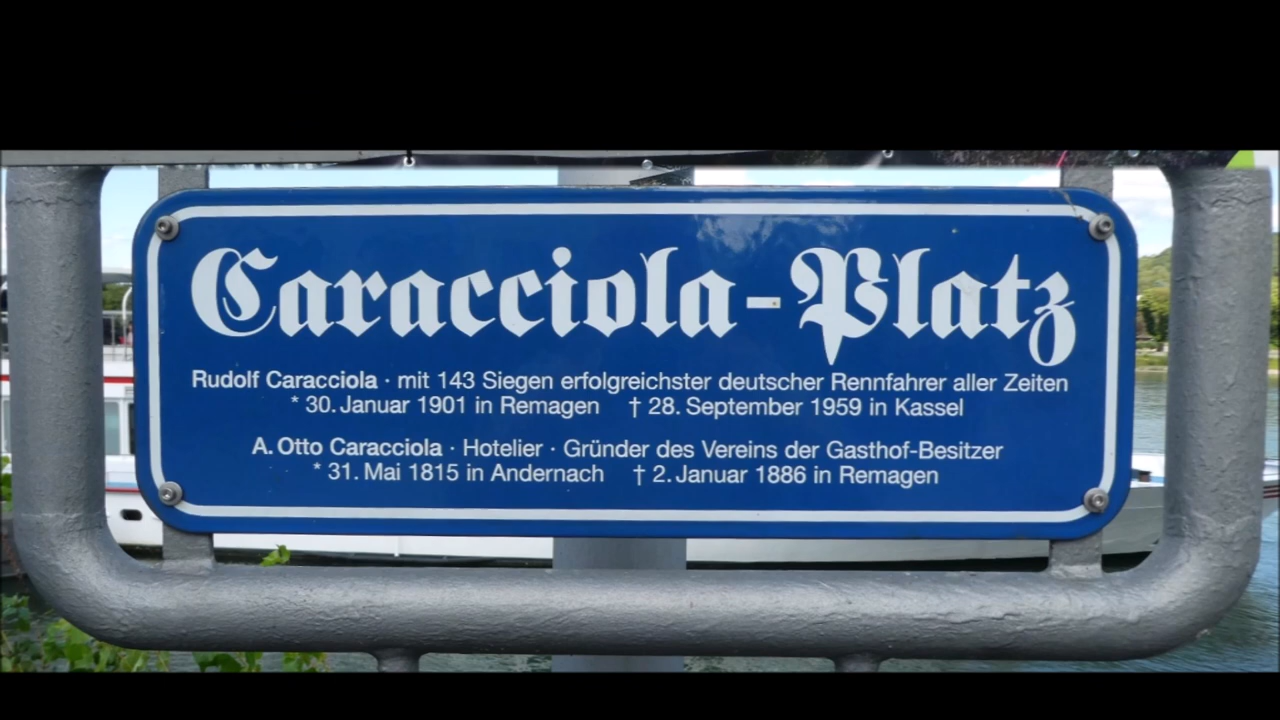 Caracciola-Platz
Rudolf Caracciola · mit 143 Siegen erfolgreichster deutscher Rennfahrer aller Zeiten
* 30. Januar 1901 in Remagen † 28. September 1959 in Kassel
A. Otto Caracciola · Hotelier · Gründer des Vereins der Gasthof-Besitzer
* 31. Mai 1815 in Andernach † 2. Januar 1886 in Remagen